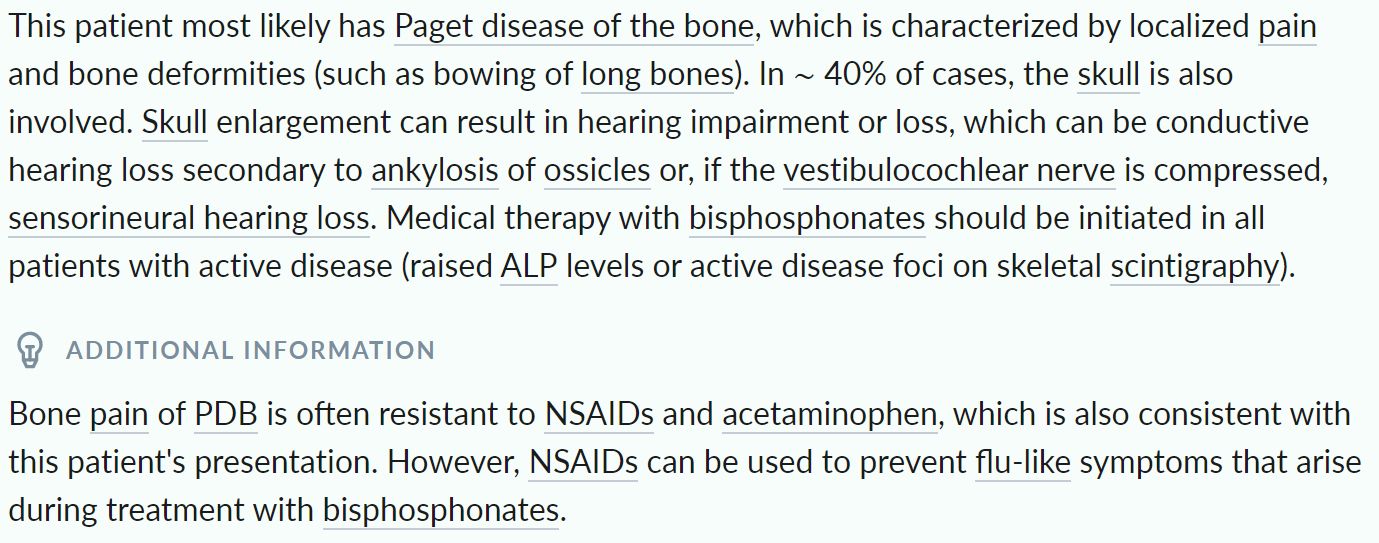 This patient most likely has Paget disease of the bone, which is characterized by localized pain
and bone deformities (such as bowing of long bones). In ~ 40% of cases, the skull is also
involved. Skull enlargement can result in hearing impairment or loss, which can be conductive
hearing loss secondary to ankylosis of ossicles or, if the vestibulocochlear nerve is compressed,
sensorineural hearing loss. Medical therapy with bisphosphonates should be initiated in all
patients with active disease (raised ALP levels or active disease foci on skeletal scintigraphy).
ADDITIONAL INFORMATION
Bone pain of PDB is often resistant to NSAIDs and acetaminophen, which is also consistent with
this patient's presentation. However, NSAIDs can be used to prevent flu-like symptoms that arise
during treatment with bisphosphonates.